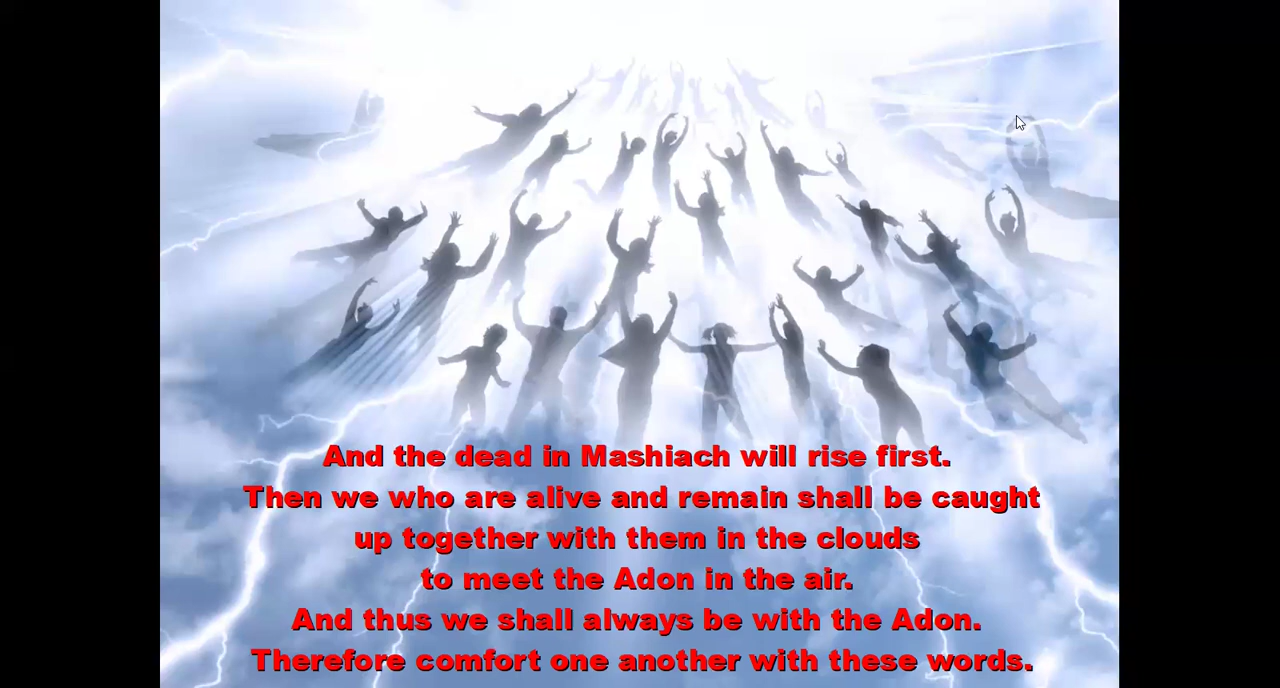 And the dead in Mashiach will rise first.
Then we who are alive and remain shall be caught
up together with them in the clouds
to meet the Adon in the air.
And thus we shall always be with the Adon.
Therefore comfort one another with these words.